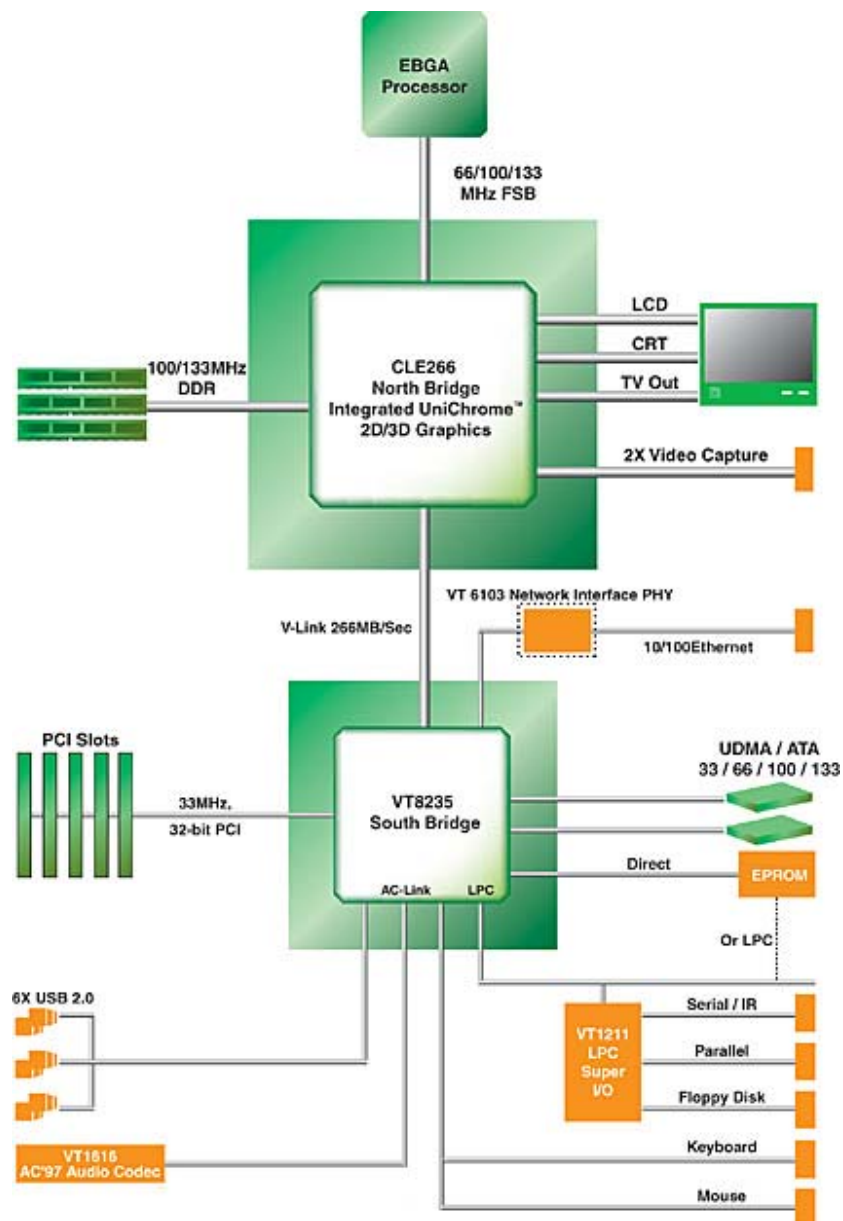 EBGA
Processor
66/100/133
MHz FSB
LCD
CRT
TV Out
100/133MHz
DDR
CLE266
North Bridge
Integrated UniChrome™
2D/3D Graphics
2X Video Capture
VT 6103 Network Interface PHY
V-Link 266MB/Sec
10/100Ethernet
PCI Slots
UDMA / ATA
33 / 66 / 100 / 133
33MHz,
32-bit PCI
VT8235
South Bridge
Direct
EPROM
AC-Link
LPC
Or LPC
6X USB 2.0
VT1211
LPC
Super
I/O
Serial / IR
Parallel
Floppy Disk
VT1616
AC'97 Audio Codec
Keyboard
Mouse